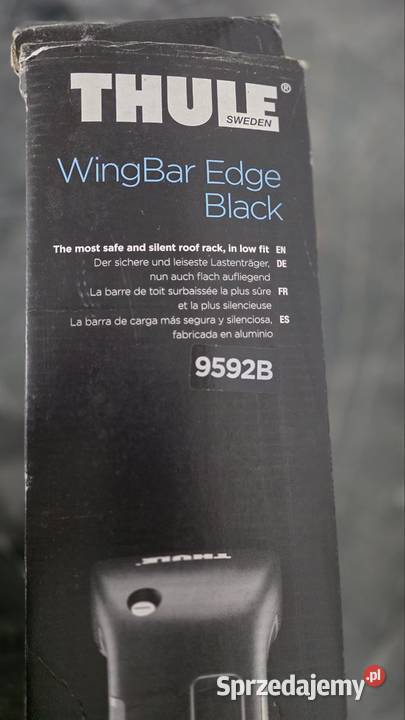 THULE®
SWEDEN
WingBar Edge
Black
The most safe and silent roof rack, in low fit EN
Der sichere und leiseste Lastenträger, DE
nun auch flach aufliegend
La barre de toit surbaissée la plus sûre FR
et la plus silencieuse
La barra de carga más segura y silenciosa, ES
fabricada en aluminio
9592B
THULE
Sprzedajemy.pl